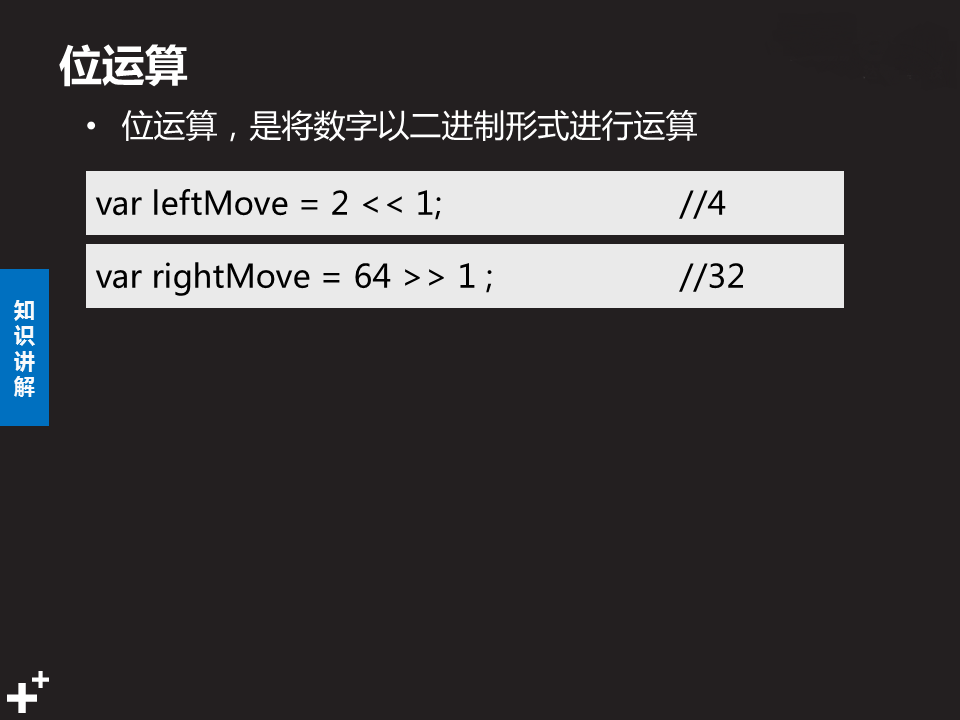 位运算
• 位运算，是将数字以二进制形式进行运算
var leftMove = 2 << 1; //4
var rightMove = 64 >> 1 ; //32
知
识
讲
解